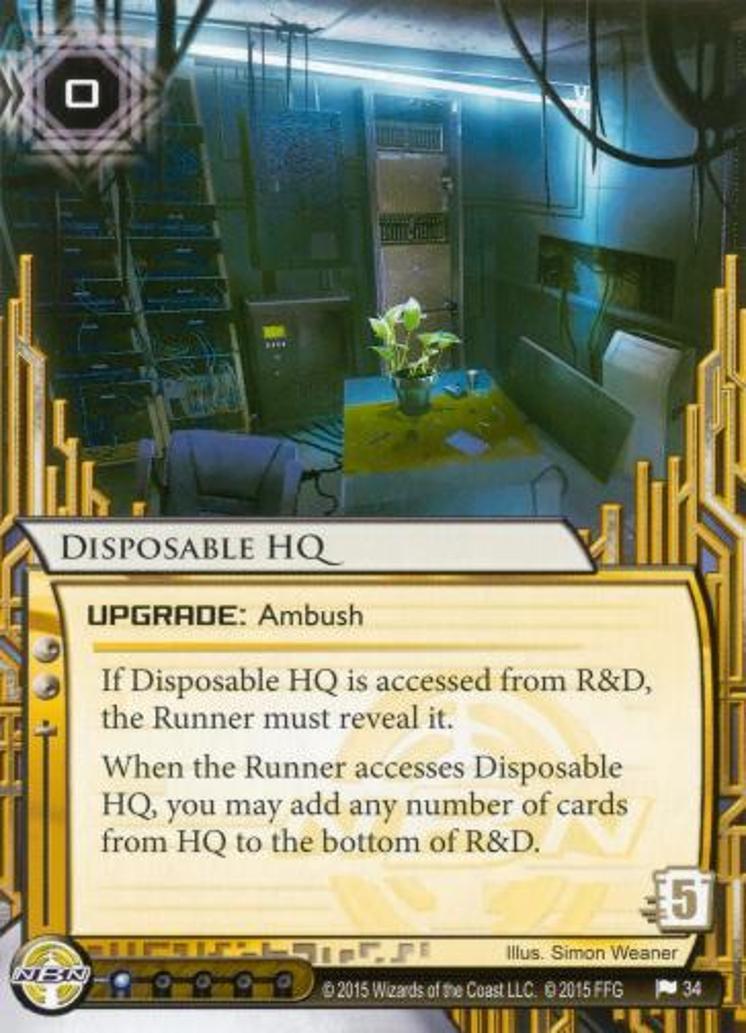 0
DISPOSABLE HQ
UPGRADE: Ambush
If Disposable HQ is accessed from R&D,
the Runner must reveal it.
When the Runner accesses Disposable
HQ, you may add any number of cards
from HQ to the bottom of R&D.
5
Illus. Simon Weaner
NBN
© 2015 Wizards of the Coast LLC. © 2015 FFG
34